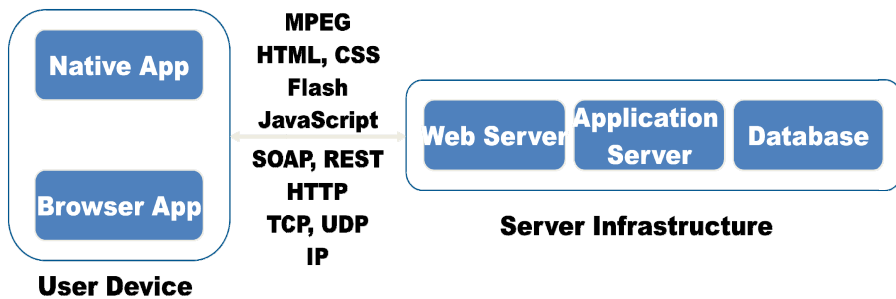 Native App
Browser App
User Device
MPEG
HTML, CSS
Flash
JavaScript
SOAP, REST
HTTP
TCP, UDP
IP
Web Server
Application
Server
Database
Server Infrastructure